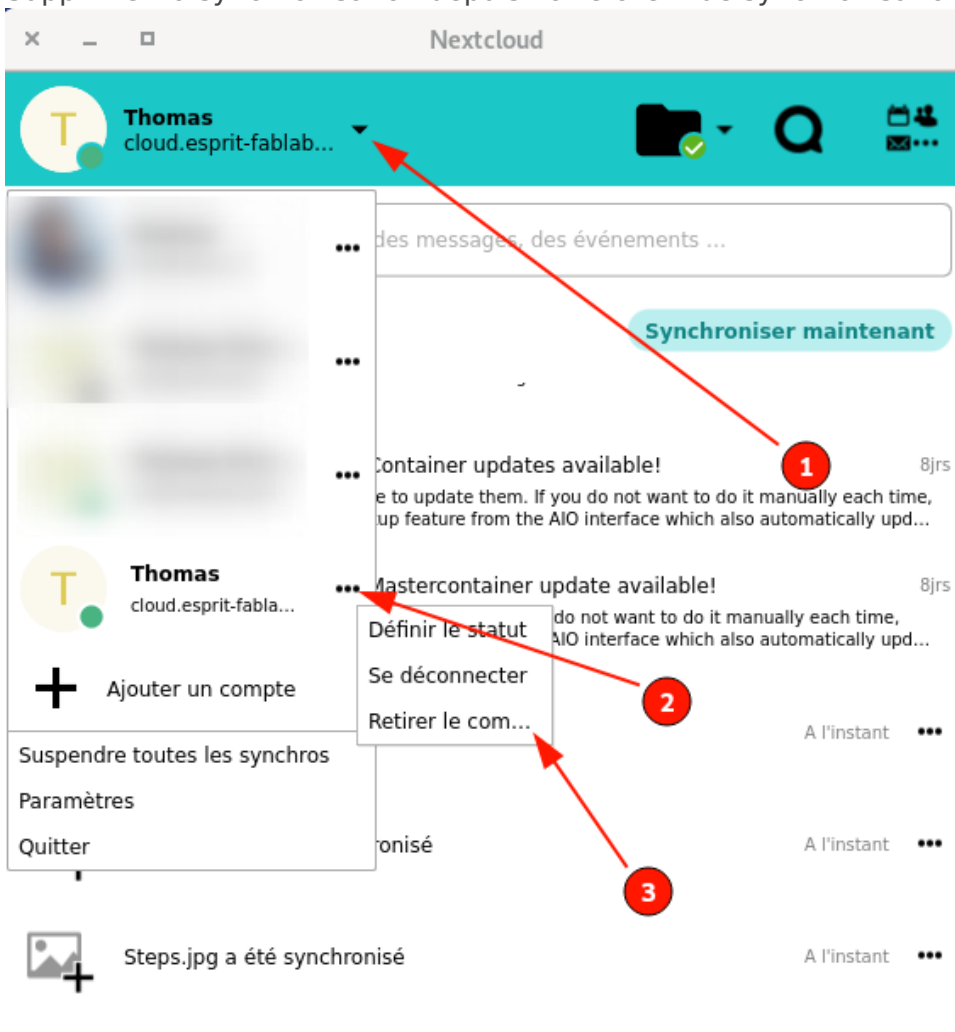 Nextcloud
T
Thomas
cloud.esprit-fablab...
des messages, des événements ...
Synchroniser maintenant
1
Container updates available!
8jrs
e to update them. If you do not want to do it manually each time,
up feature from the AIO interface which also automatically upd...
T
Thomas
cloud.esprit-fabla...
Mastercontainer update available!
8jrs
do not want to do it manually each time,
AIO interface which also automatically upd...
Définir le statut
Se déconnecter
Retirer le com...
2
Ajouter un compte
A l'instant
Suspendre toutes les synchros
Paramètres
Quitter
ronisé
A l'instant
3
Steps.jpg a été synchronisé
A l'instant